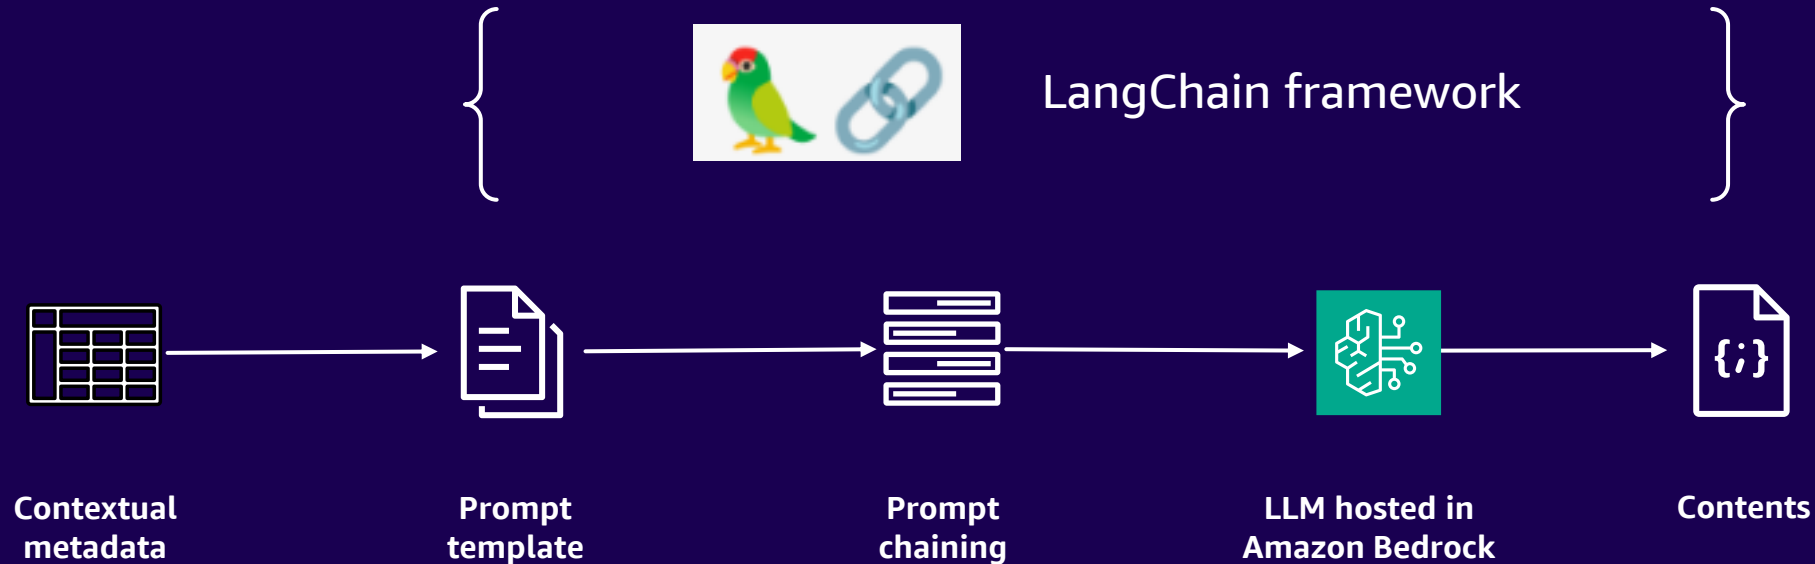 LangChain framework
{;}
Contextual
metadata
Prompt
template
Prompt
chaining
LLM hosted in
Amazon Bedrock
Contents